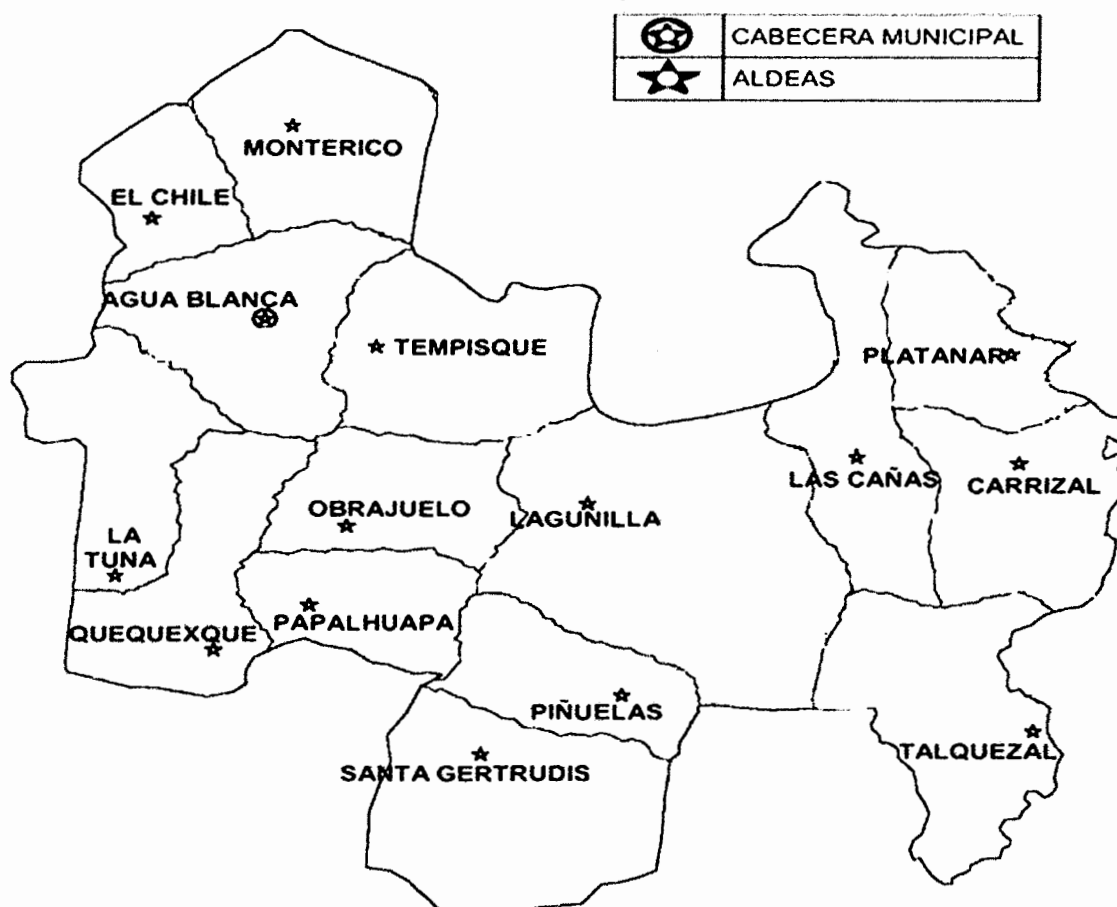 CABECERA MUNICIPAL
ALDEAS
MONTERICO
EL CHILE
AGUA BLANCA
TEMPISQUE
PLATANAR
LAS CAÑAS
CARRIZAL
OBRAJUELO
LAGUNILLA
LA
TUNA
PAPALHUAPA
QUEQUEXQUE
PIÑUELAS
TALQUEZAL
SANTA GERTRUDIS